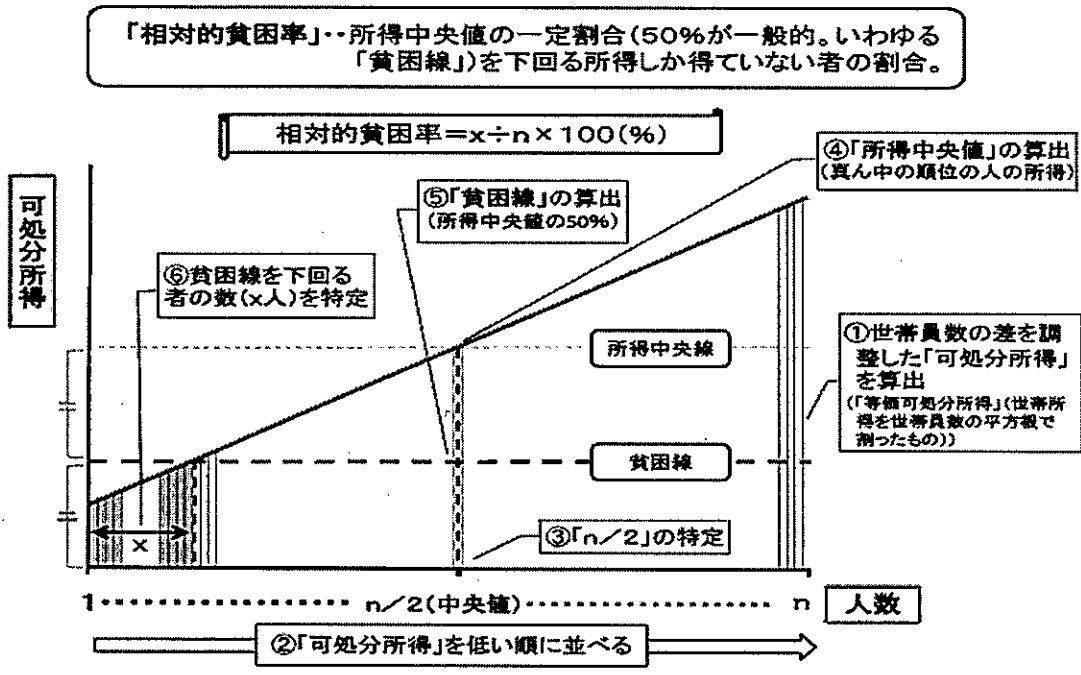 「相対的貧困率」‥所得中央値の一定割合(50%が一般的。いわゆる
「貧困線」)を下回る所得しか得ていない者の割合。
相対的貧困率=x÷n×100(%)
④「所得中央値」の算出
(真ん中の順位の人の所得)
可処分所得
⑤「貧困線」の算出
(所得中央値の50%)
⑥貧困線を下回る
者の数(x人)を特定
所得中央線
①世帯員数の差を調
整した「可処分所得」
を算出
(「等価可処分所得」(世帯所
得を世帯員数の平方根で
割ったもの))
貧困線
x
③「n/2」の特定
1 n/2(中央値) n 人数
②「可処分所得」を低い順に並べる